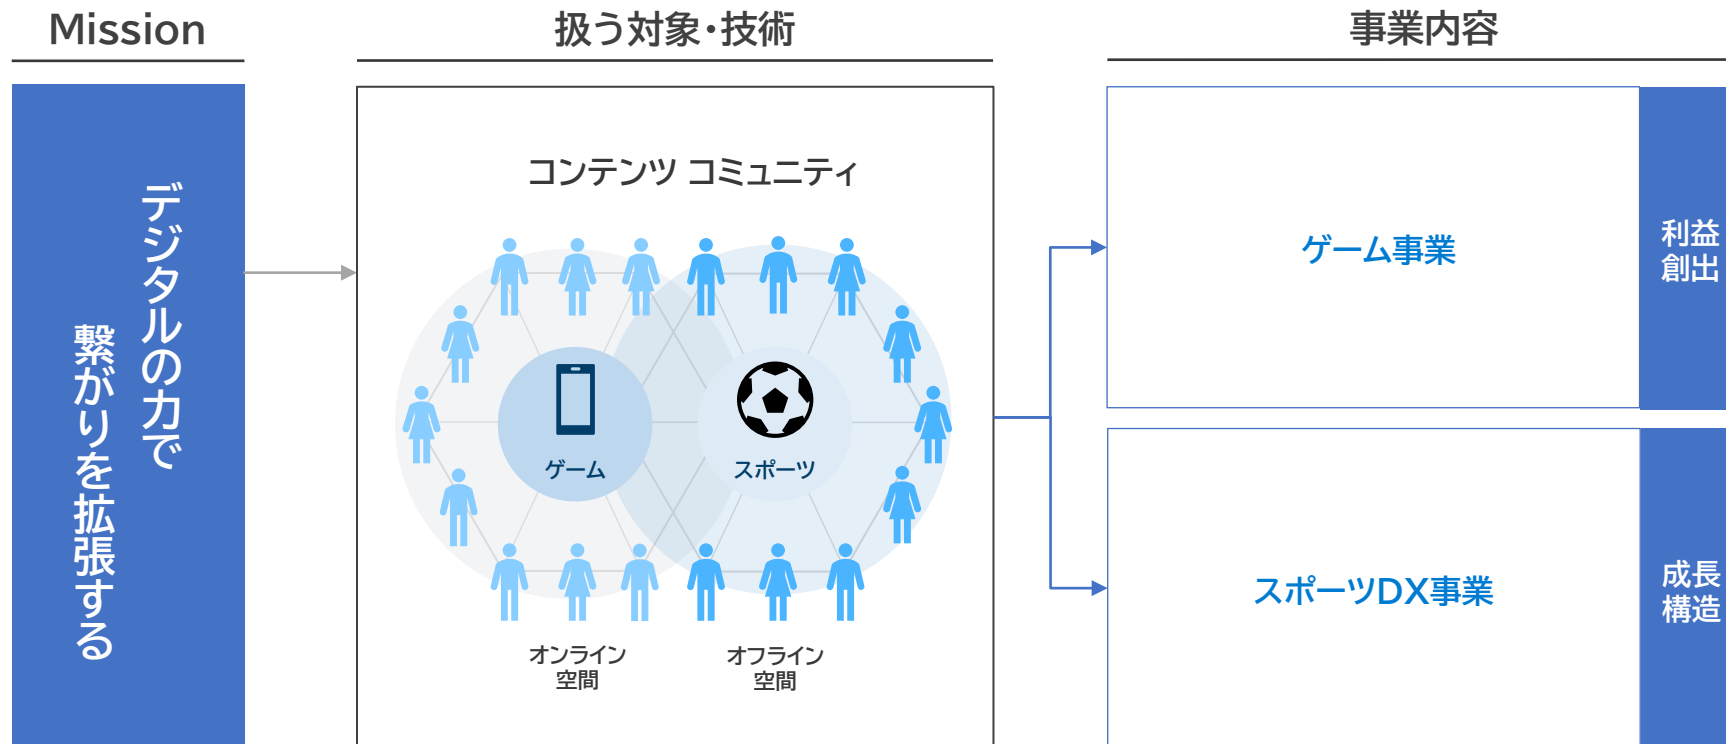 Mission
扱う対象・技術
事業内容
デジタルの力で
繋がりを拡張する
コンテンツ コミュニティ
ゲーム
スポーツ
オンライン
空間
オフライン
空間
ゲーム事業
利益
創出
スポーツDX事業
成長
構造